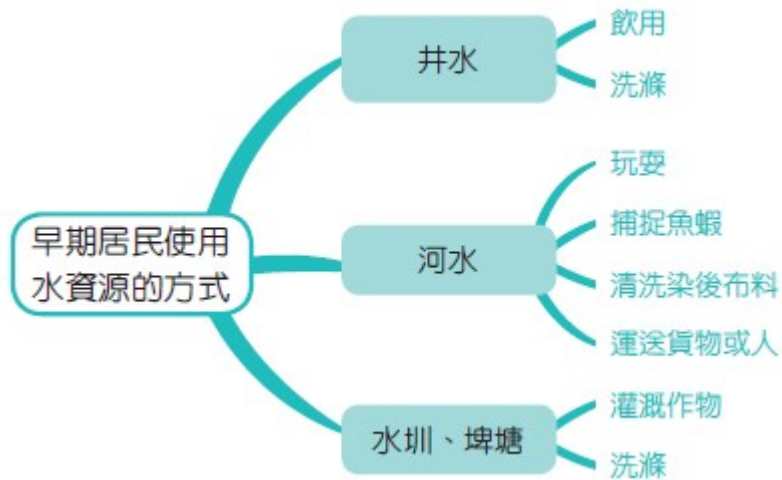 早期居民使用
水資源的方式
井水
飲用
洗滌
河水
玩耍
捕捉魚蝦
清洗染後布料
運送貨物或人
水圳、埤塘
灌溉作物
洗滌